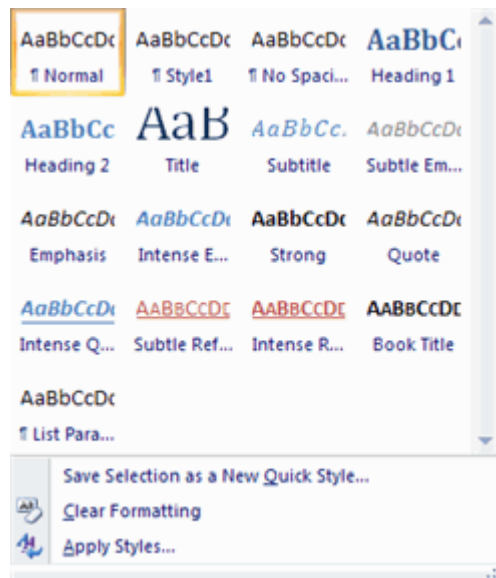 AaBbCcDc AaBbCcDc AaBbCcDc AaBbC
¶ Normal ¶ Style1 ¶ No Spaci... Heading 1
AaBbCc AaB AaBbCc. AaBbCcDc
Heading 2 Title Subtitle Subtle Em...
AaBbCcDc AaBbCcDc AaBbCcDc AaBbCcDc
Emphasis Intense E... Strong Quote
AaBbCcDc AaBbCcDd AaBbCcDd AaBbCcDd
Intense Q... Subtle Ref... Intense R... Book Title
AaBbCcDc
¶ List Para...
Save Selection as a New Quick Style...
Clear Formatting
Apply Styles...